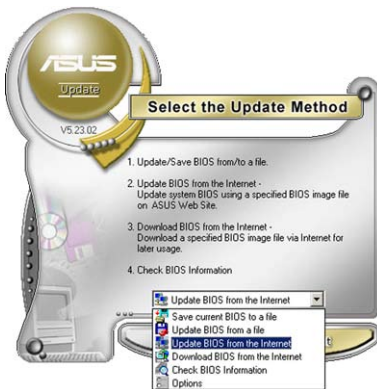 ASUS
Update
V5.23.02
Select the Update Method
1. Update/Save BIOS from/to a file.
2. Update BIOS from the Internet -
Update system BIOS using a specified BIOS image file
on ASUS Web Site.
3. Download BIOS from the Internet -
Download a specified BIOS image file via Internet for
later usage.
4. Check BIOS Information
Update BIOS from the Internet
Save current BIOS to a file
Update BIOS from a file
Update BIOS from the Internet
Download BIOS from the Internet
Check BIOS Information
Options